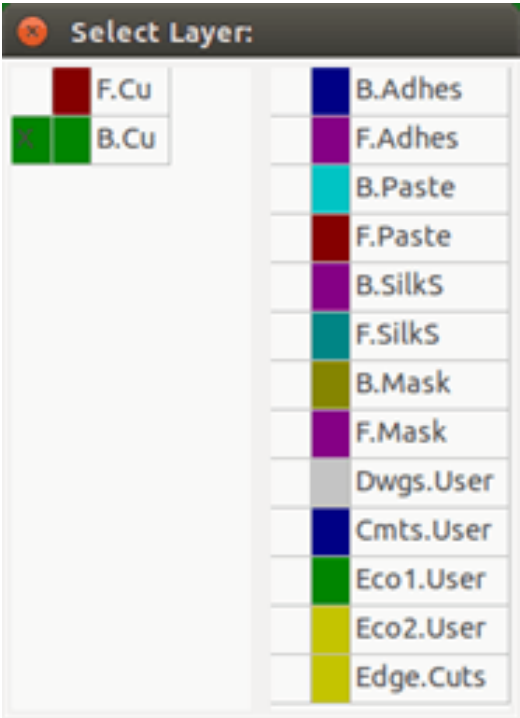 Select Layer:
F.Cu
X B.Cu
B.Adhes
F.Adhes
B.Paste
F.Paste
B.SilkS
F.SilkS
B.Mask
F.Mask
Dwgs.User
Cmts.User
Eco1.User
Eco2.User
Edge.Cuts